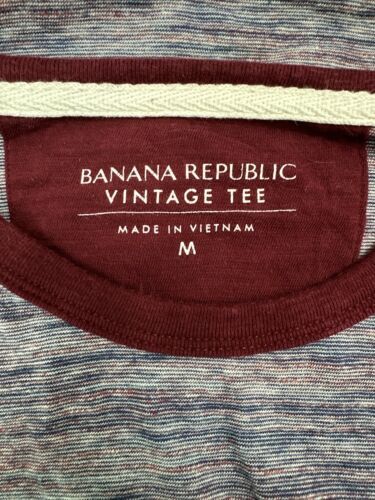 BANANA REPUBLIC
VINTAGE TEE
MADE IN VIETNAM
M